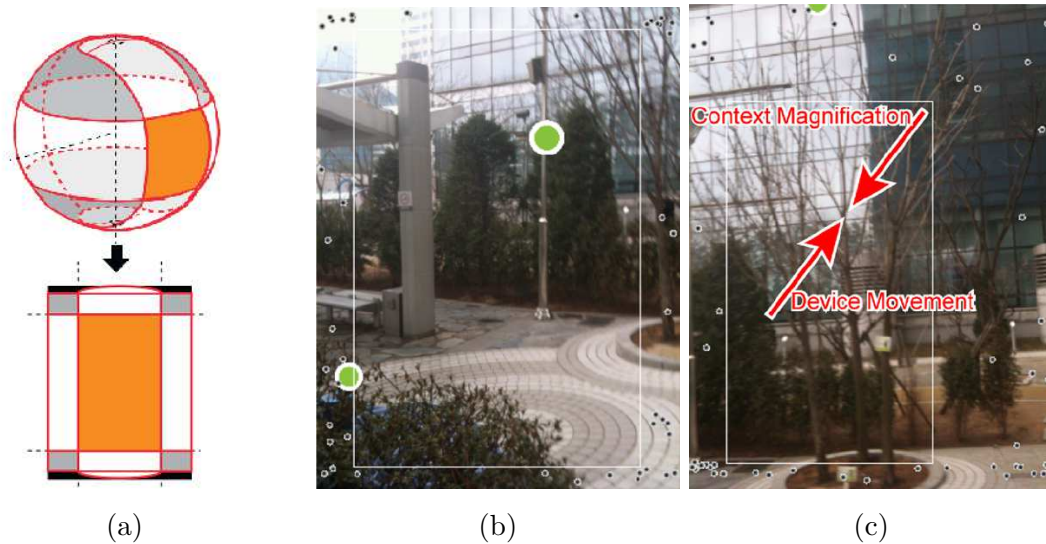 Context Magnification
Device Movement
(a)
(b)
(c)